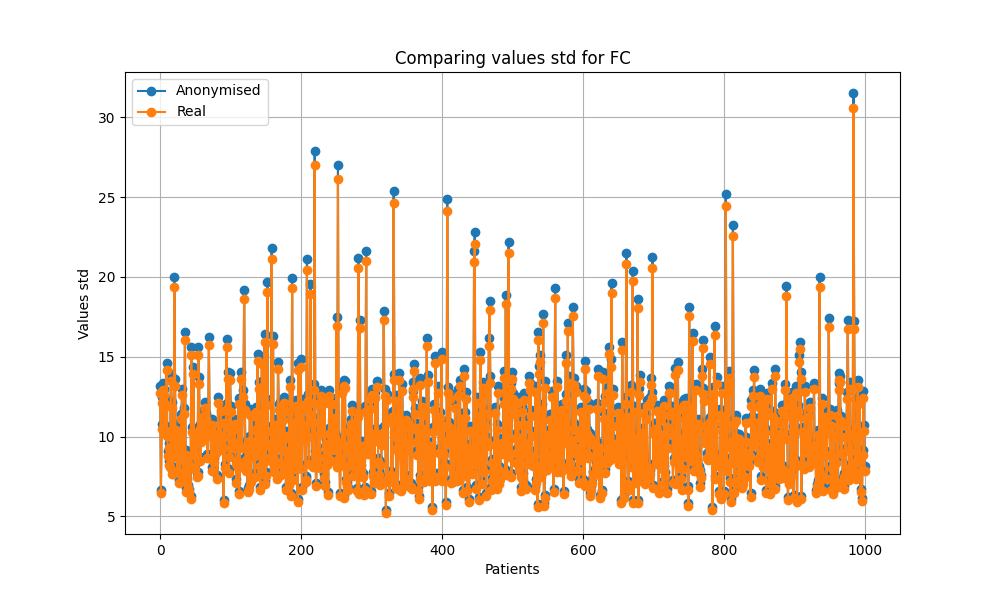 Comparing values std for FC
Anonymised
Real
Values std
30
25
20
15
10
5
0
200
400
600
800
1000
Patients